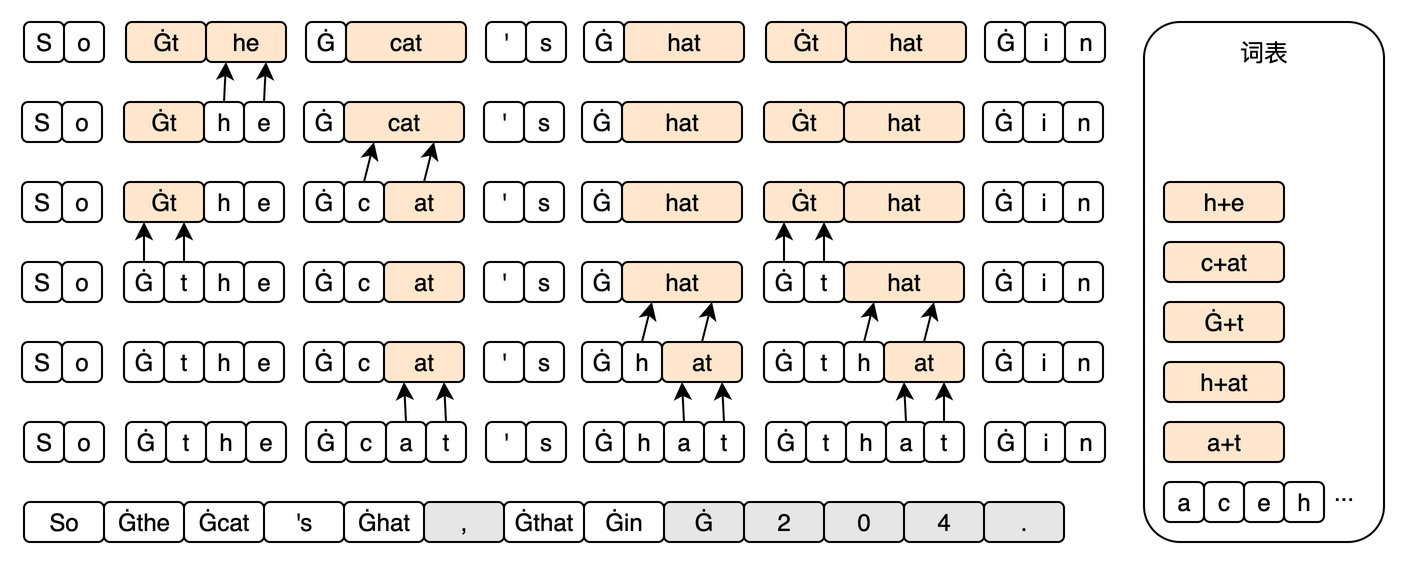 S o Ġt he Ġ cat ' s Ġ hat Ġt hat Ġ i n
S o Ġt h e Ġ cat ' s Ġ hat Ġt hat Ġ i n
S o Ġt h e Ġ c at ' s Ġ hat Ġt hat Ġ i n
S o Ġ t h e Ġ c at ' s Ġ hat Ġ t hat Ġ i n
S o Ġ t h e Ġ c at ' s Ġ h at Ġ t h at Ġ i n
S o Ġ t h e Ġ c a t ' s Ġ h a t Ġ t h a t Ġ i n
So Ġthe Ġcat 's Ġhat , Ġthat Ġin Ġ 2 0 4 .
词表
h+e
c+at
Ġ+t
h+at
a+t
a c e h ...